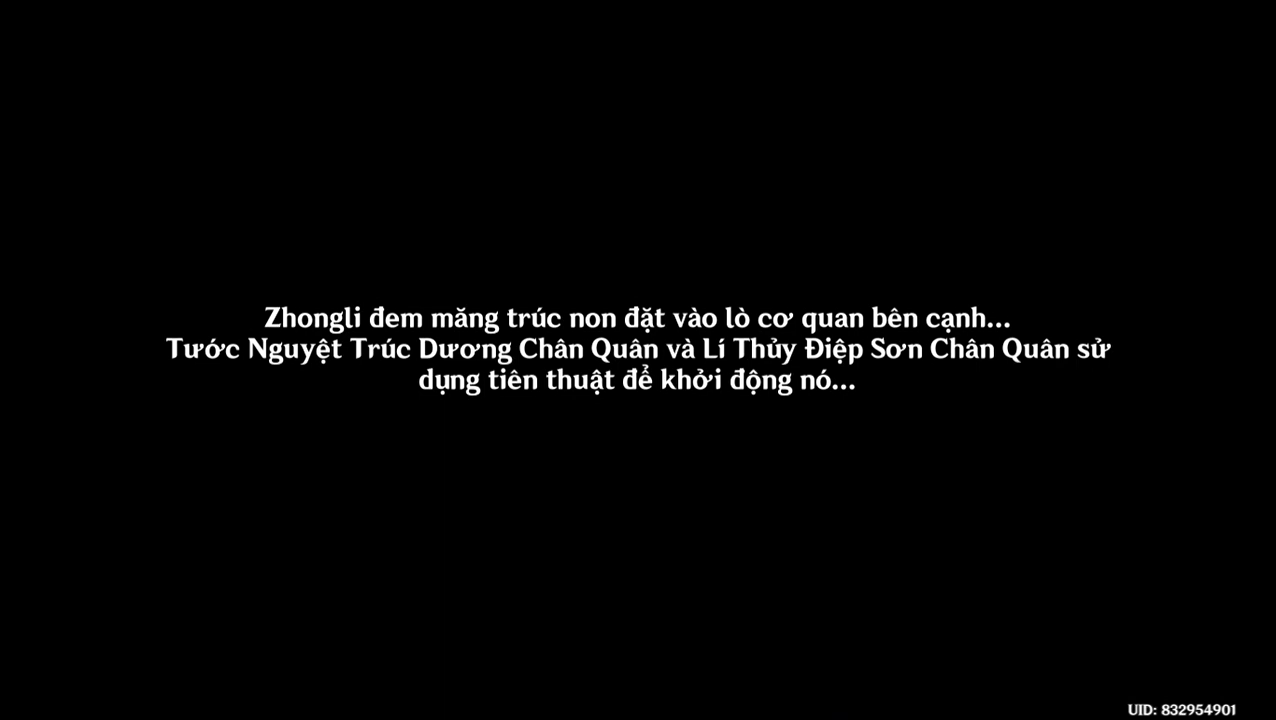 Zhongli đem măng trúc non đặt vào lò cơ quan bên cạnh...
Tước Nguyệt Trúc Dương Chân Quân và Lí Thủy Điệp Sơn Chân Quân sử
dụng tiên thuật để khởi động nó...
UID: 832954901